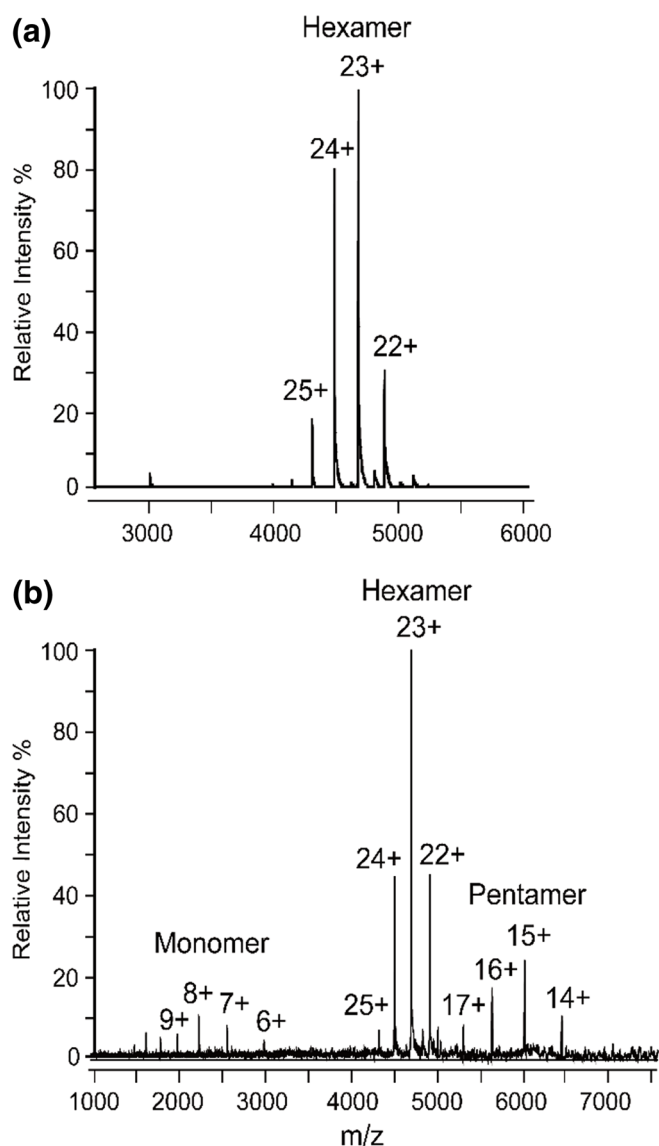 (a)
Hexamer
23+
24+
22+
25+
Relative Intensity %
100
80
60
40
20
0
3000 4000 5000 6000
(b)
Hexamer
23+
24+ 22+
Pentamer
15+
16+
Monomer
8+
9+ 7+ 6+
25+ 17+ 14+
Relative Intensity %
100
80
60
40
20
0
1000 2000 3000 4000 5000 6000 7000
m/z